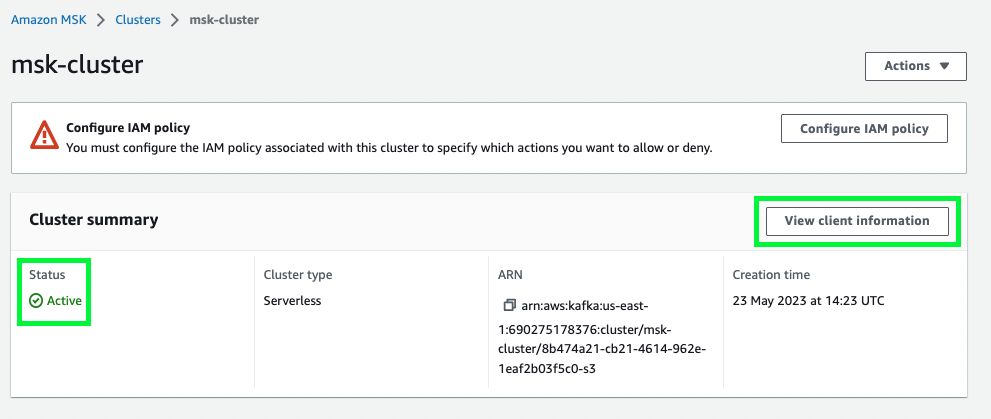 Amazon MSK > Clusters > msk-cluster
msk-cluster
Actions
Configure IAM policy
You must configure the IAM policy associated with this cluster to specify which actions you want to allow or deny.
Configure IAM policy
Cluster summary
View client information
Status
Active
Cluster type
Serverless
ARN
arn:aws:kafka:us-east-
1:690275178376:cluster/msk-
cluster/8b474a21-cb21-4614-962e-
1eaf2b03f5c0-s3
Creation time
23 May 2023 at 14:23 UTC